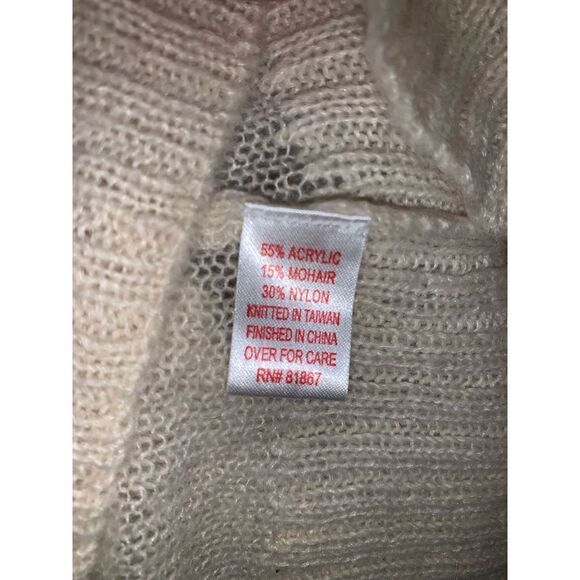 55% ACRYLIC
15% MOHAIR
30% NYLON
KNITTED IN TAIWAN
FINISHED IN CHINA
OVER FOR CARE
RN# 81867